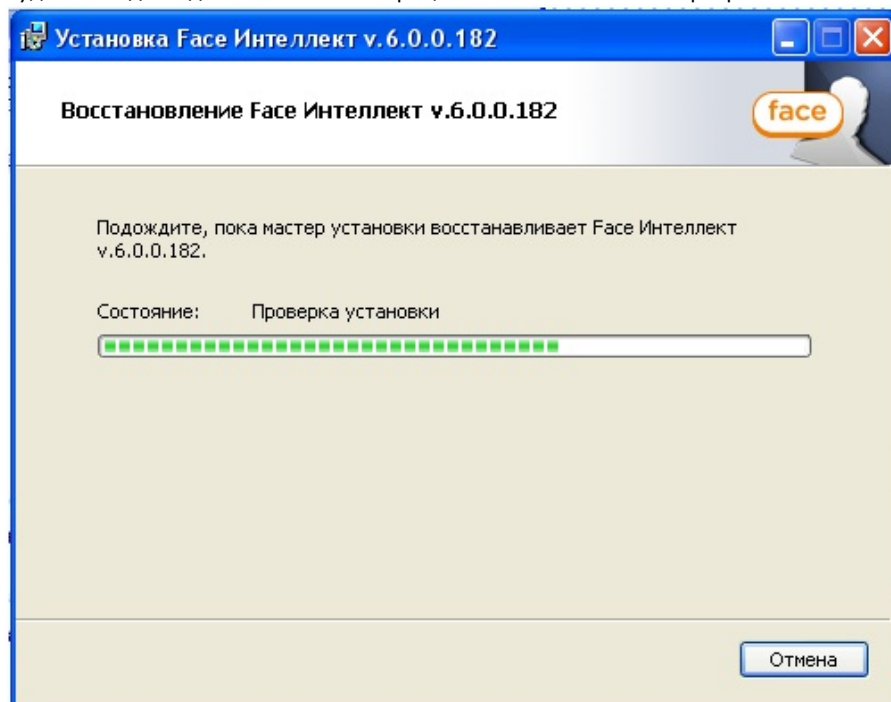 Установка Face Интеллект v.6.0.0.182
Восстановление Face Интеллект v.6.0.0.182
face
Подождите, пока мастер установки восстанавливает Face Интеллект
v.6.0.0.182.
Состояние: Проверка установки
Отмена